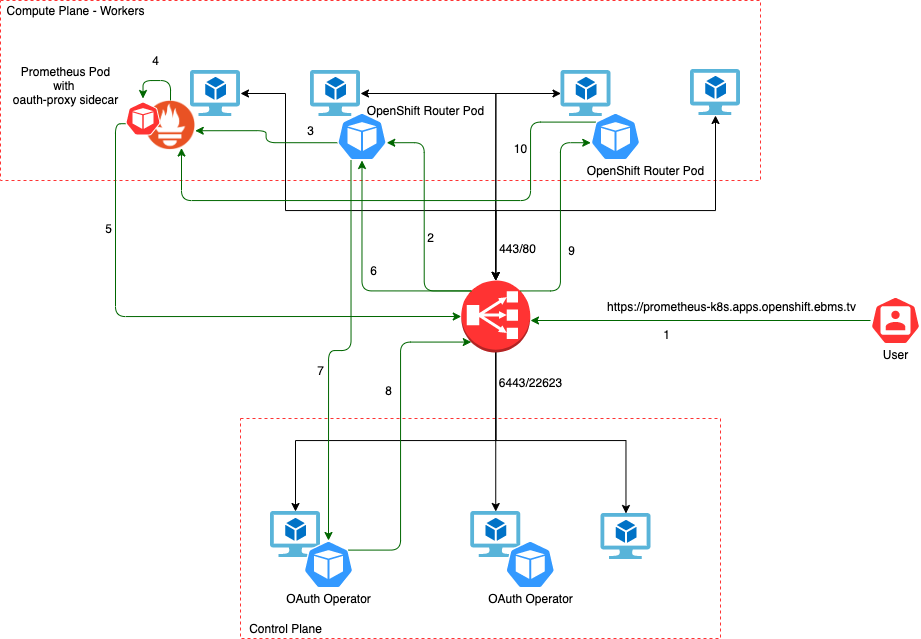 Compute Plane - Workers
4
Prometheus Pod
with
oauth-proxy sidecar
OpenShift Router Pod
3
10
OpenShift Router Pod
5
2
443/80
9
6
https://prometheus-k8s.apps.openshift.ebms.tv
1
User
7
8
6443/22623
OAuth Operator
OAuth Operator
Control Plane